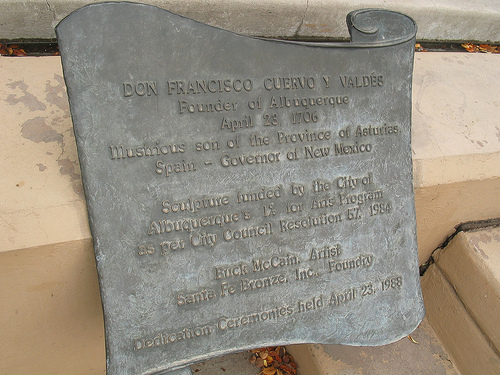 DON FRANCISCO CUERVO Y VALDÉS
Founder of Albuquerque
April 23, 1706
Illustrious son of the Province of Asturias,
Spain - Governor of New Mexico
Sculpture funded by the City of
Albuquerque's 1% for Arts Program
as per City Council Resolution 57, 1984
Buck McCain, Artist
Santa Fe Bronze, Inc., Foundry
Dedication Ceremonies held April 23, 1988